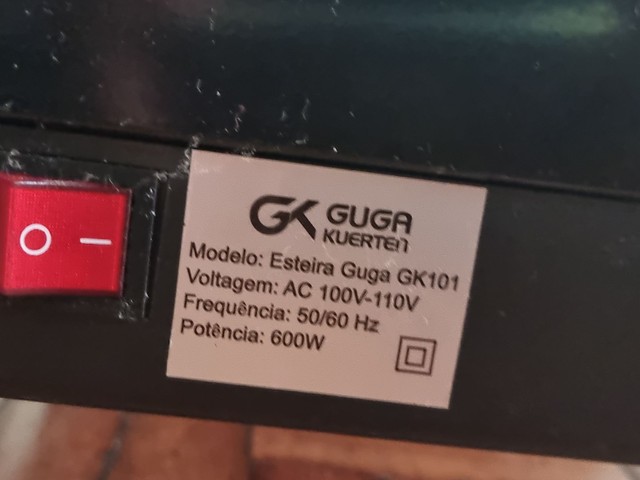 O I
GK GUGA
KUERTEN
Modelo: Esteira Guga GK101
Voltagem: AC 100V-110V
Frequência: 50/60 Hz
Potência: 600W